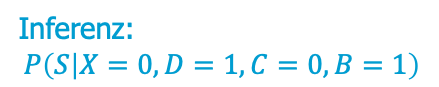 Inferenz:
P(S|X = 0, D = 1, C = 0, B = 1)